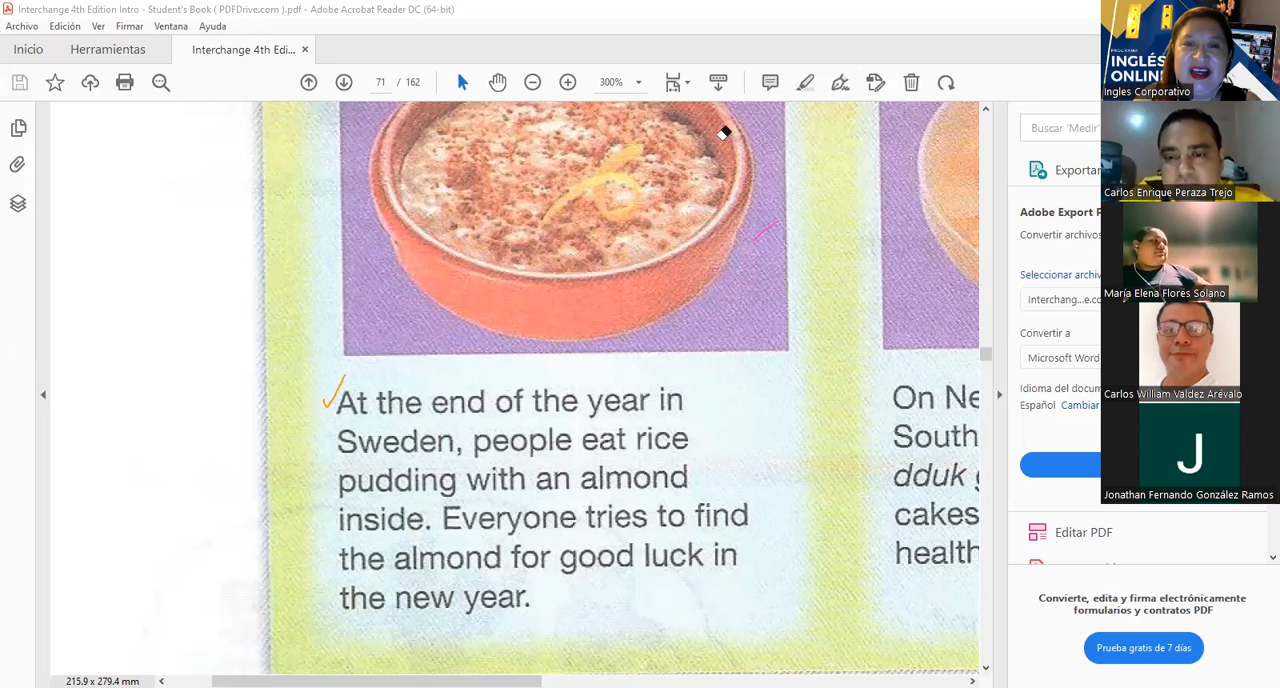 Interchange 4th Edition Intro - Student's Book ( PDFDrive.com ).pdf - Adobe Acrobat Reader DC (64-bit)
Archivo Edición Ver Firmar Ventana Ayuda
Inicio Herramientas Interchange 4th Edi... ×
71 / 162 300%
Buscar 'Medir'
Exportar
Adobe Export
Convertir archivos
Seleccionar archiv
Interchang...e.cc
Convertir a
Microsoft Word
Idioma del docum
Español Cambiar
Editar PDF
Convierte, edita y firma electrónicamente
formularios y contratos PDF
Prueba gratis de 7 días
At the end of the year in
Sweden, people eat rice
pudding with an almond
inside. Everyone tries to find
the almond for good luck in
the new year.
On Ne
South
dduk g
cakes
health
215.9 x 279.4 mm
PROGRAMA
INGLÉS
ONLINE
Ingles Corporativo
Carlos Enrique Peraza Trejo
María Elena Flores Solano
Carlos William Valdez Arévalo
J
Jonathan Fernando González Ramos